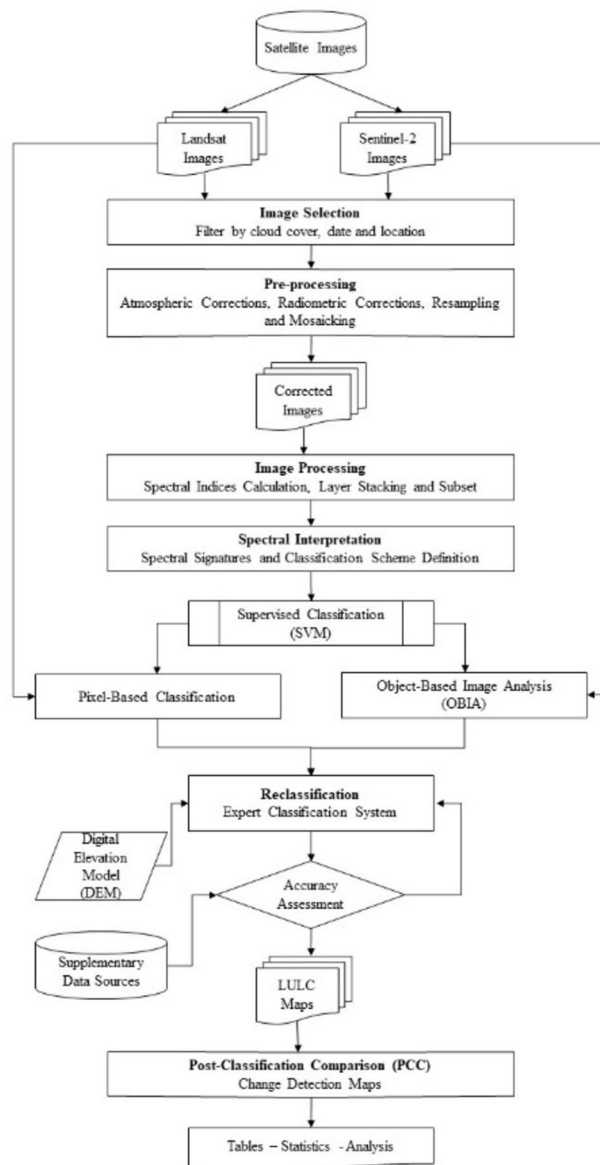 Satellite Images
Landsat
Images
Sentinel-2
Images
Image Selection
Filter by cloud cover, date and location
Pre-processing
Atmospheric Corrections, Radiometric Corrections, Resampling
and Mosaicking
Corrected
Images
Image Processing
Spectral Indices Calculation, Layer Stacking and Subset
Spectral Interpretation
Spectral Signatures and Classification Scheme Definition
Supervised Classification
(SVM)
Pixel-Based Classification
Object-Based Image Analysis
(OBIA)
Reclassification
Expert Classification System
Digital
Elevation
Model
(DEM)
Accuracy
Assessment
Supplementary
Data Sources
LULC
Maps
Post-Classification Comparison (PCC)
Change Detection Maps
Tables – Statistics -Analysis